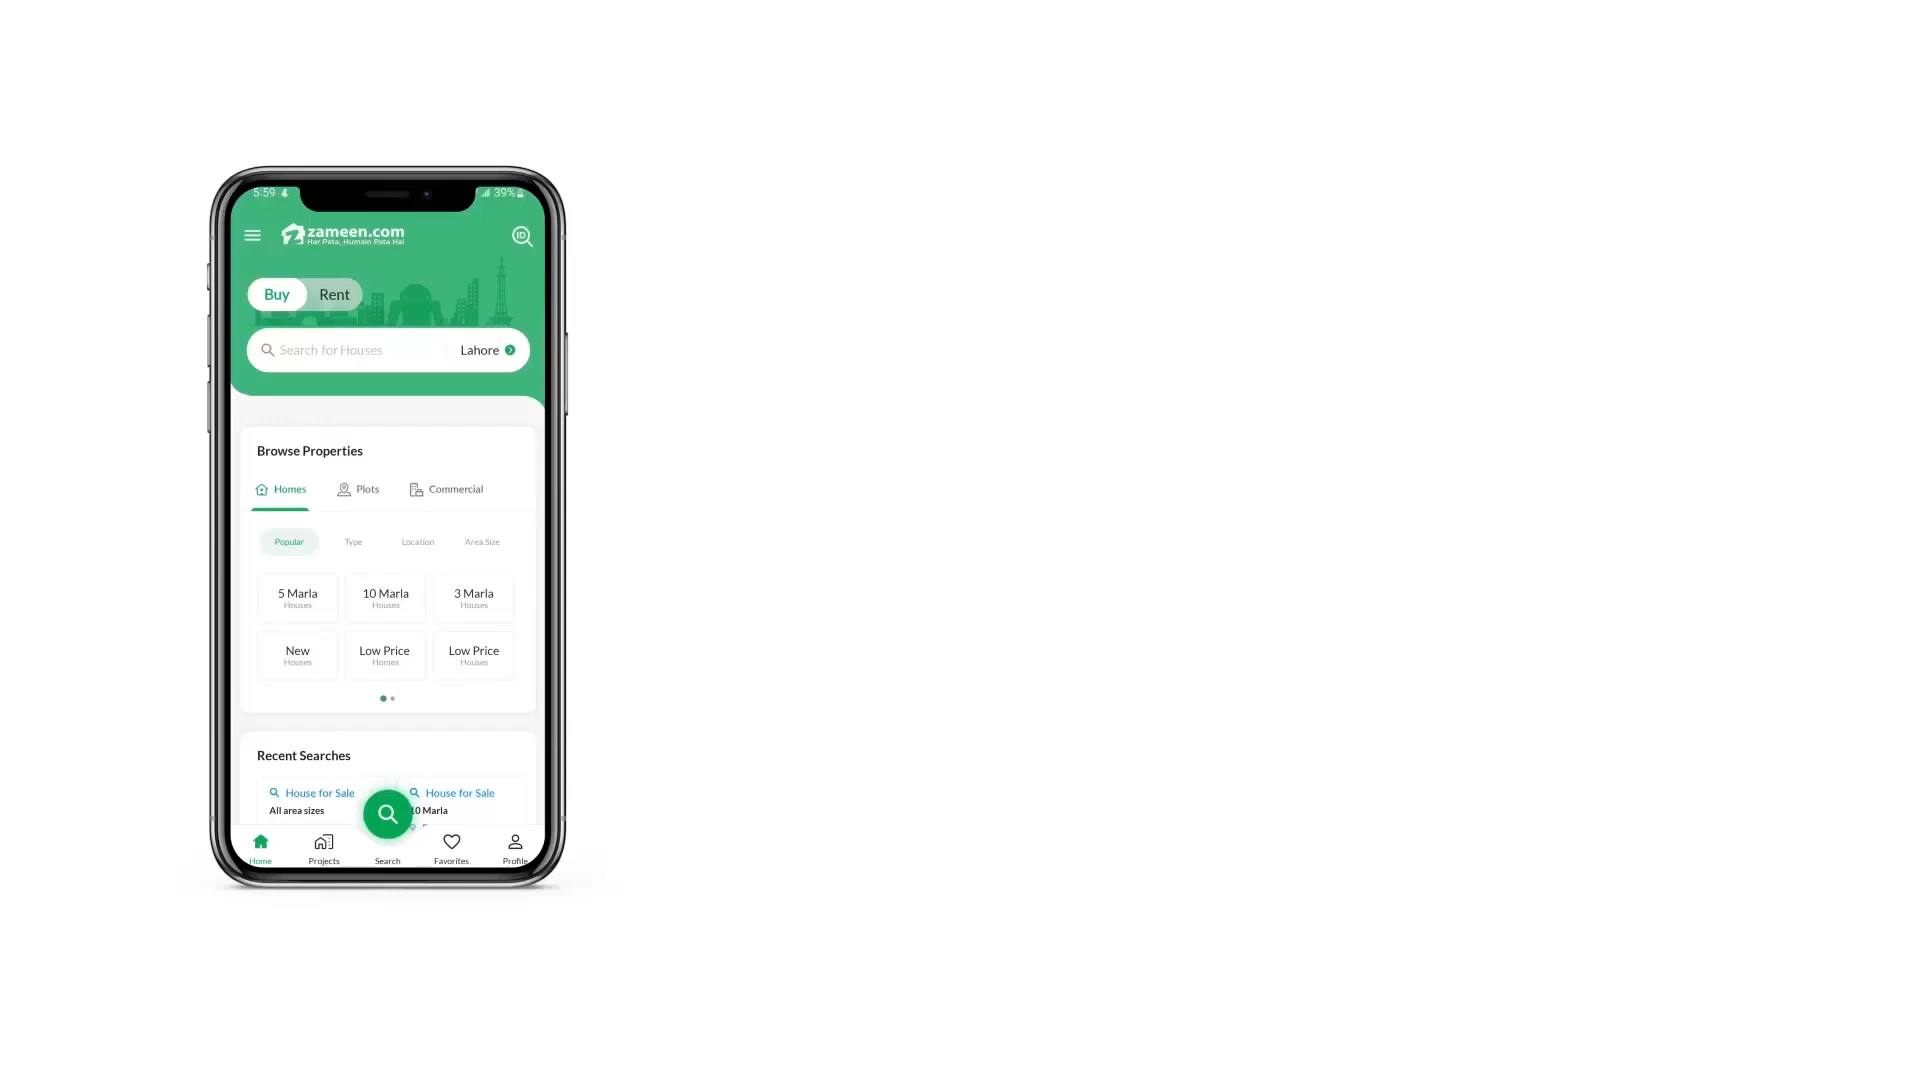 5:59 39%
zameen.com
Har Pata, Humain Pata Hai
ID
Buy Rent
Search for Houses Lahore
Browse Properties
Homes Plots Commercial
Popular Type Location Area Size
5 Marla 10 Marla 3 Marla
Houses Houses Houses
New Low Price Low Price
Houses Homes Houses
Recent Searches
House for Sale House for Sale
All area sizes 10 Marla
Home Projects Search Favorites Profile